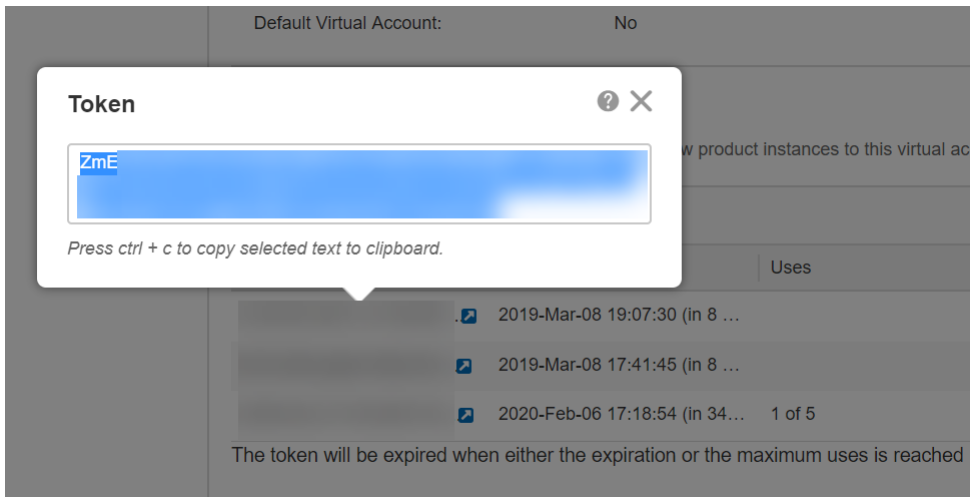 Default Virtual Account: No
Token
ZmE
w product instances to this virtual ac
Press ctrl + c to copy selected text to clipboard.
Uses
2019-Mar-08 19:07:30 (in 8 ...
2019-Mar-08 17:41:45 (in 8 ...
2020-Feb-06 17:18:54 (in 34... 1 of 5
The token will be expired when either the expiration or the maximum uses is reached